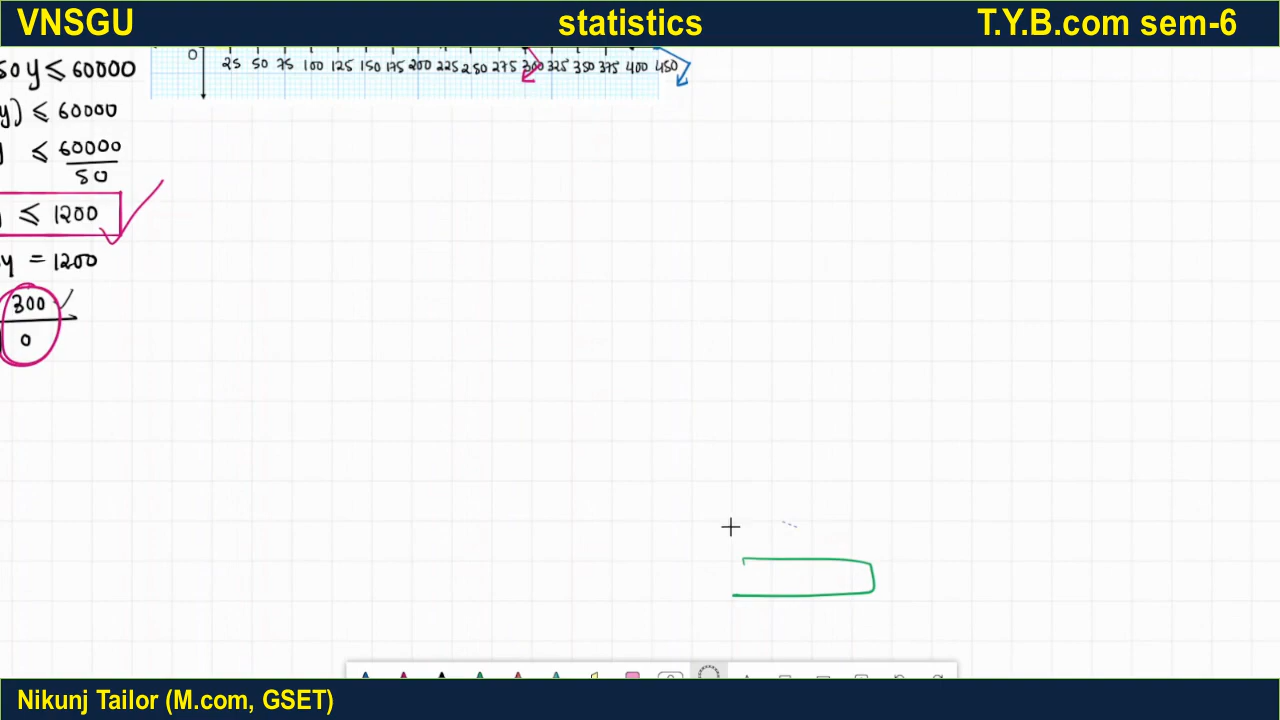 VNSGU statistics T.Y.B.com sem-6
50y ≤ 60000
0 25 50 75 100 125 150 175 200 225 250 275 300 325 350 375 400 450
y) ≤ 60000
≤ 60000
50
≤ 1200
y = 1200
300
0
Nikunj Tailor (M.com, GSET)